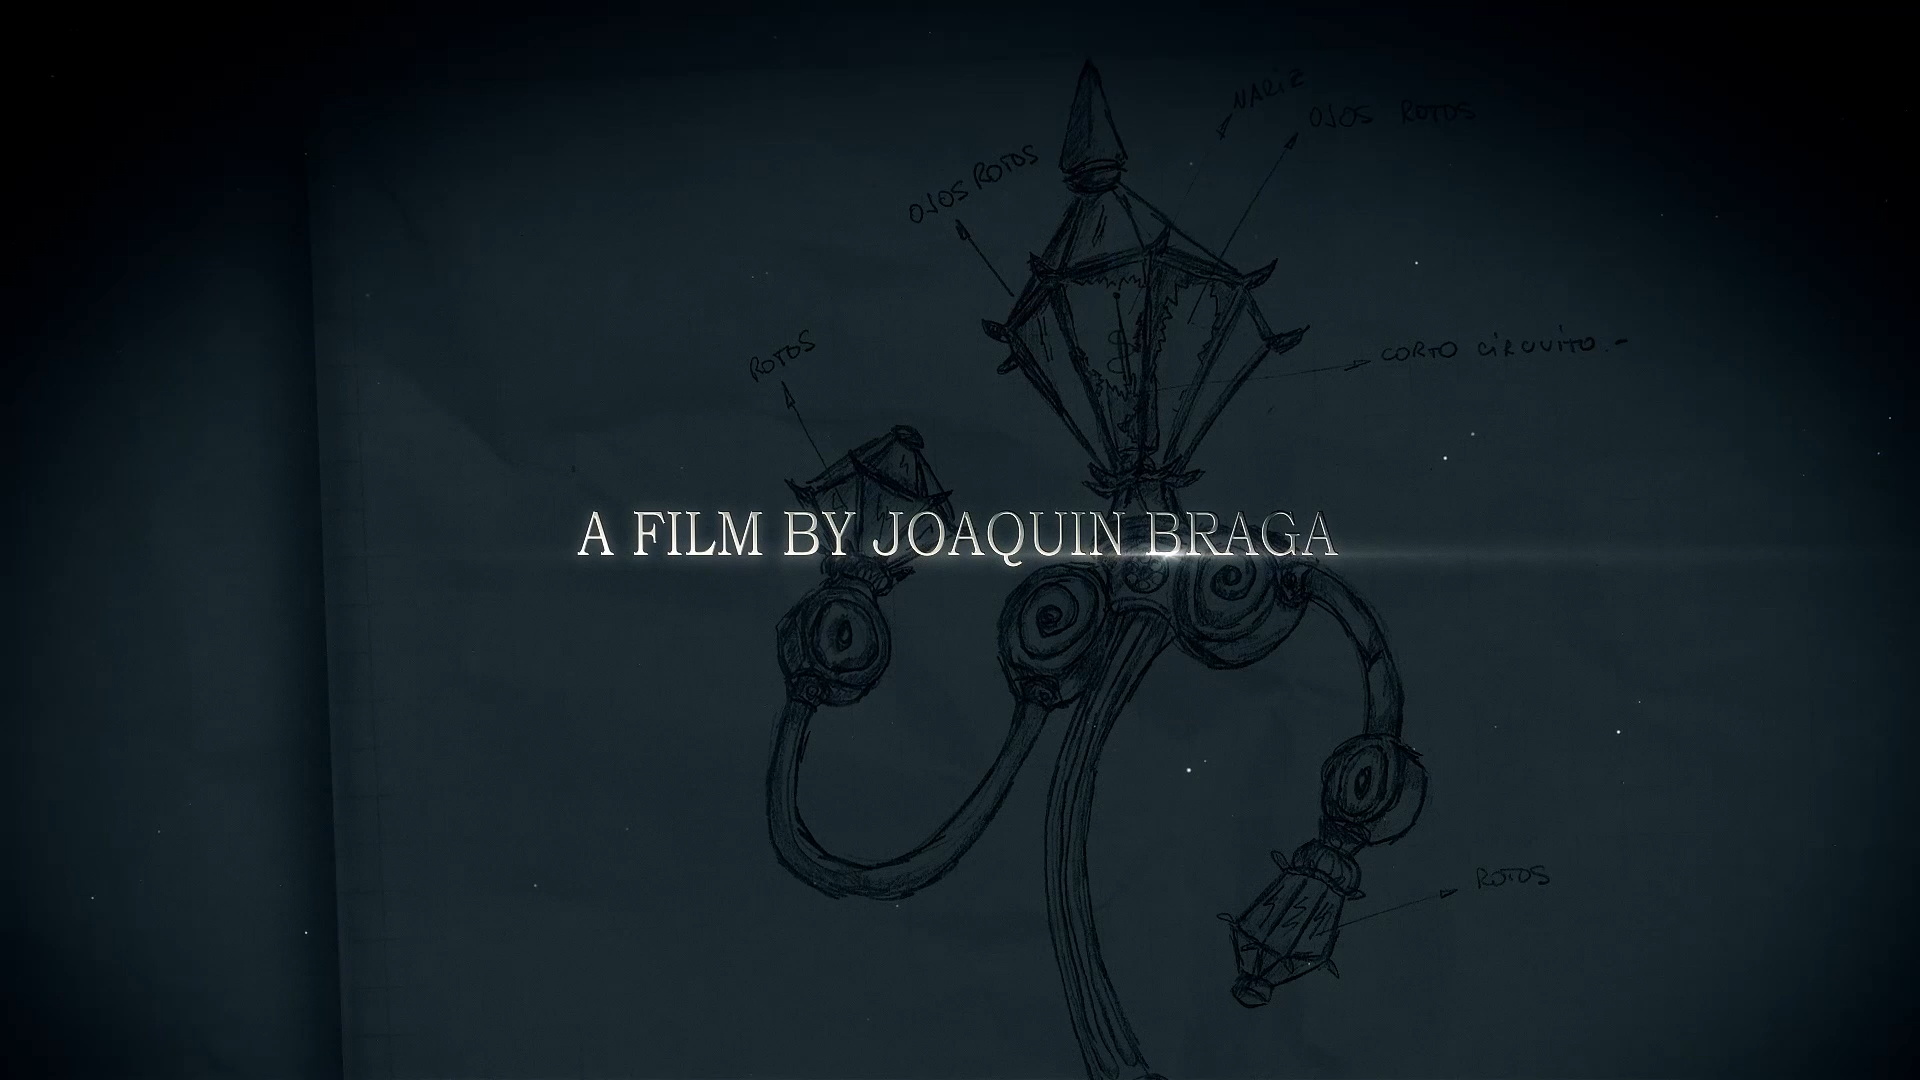 NARIZ
OJOS ROTOS
OJOS ROTOS
ROTOS
CORTO CIRCUITO.-
A FILM BY JOAQUIN BRAGA
ROTOS